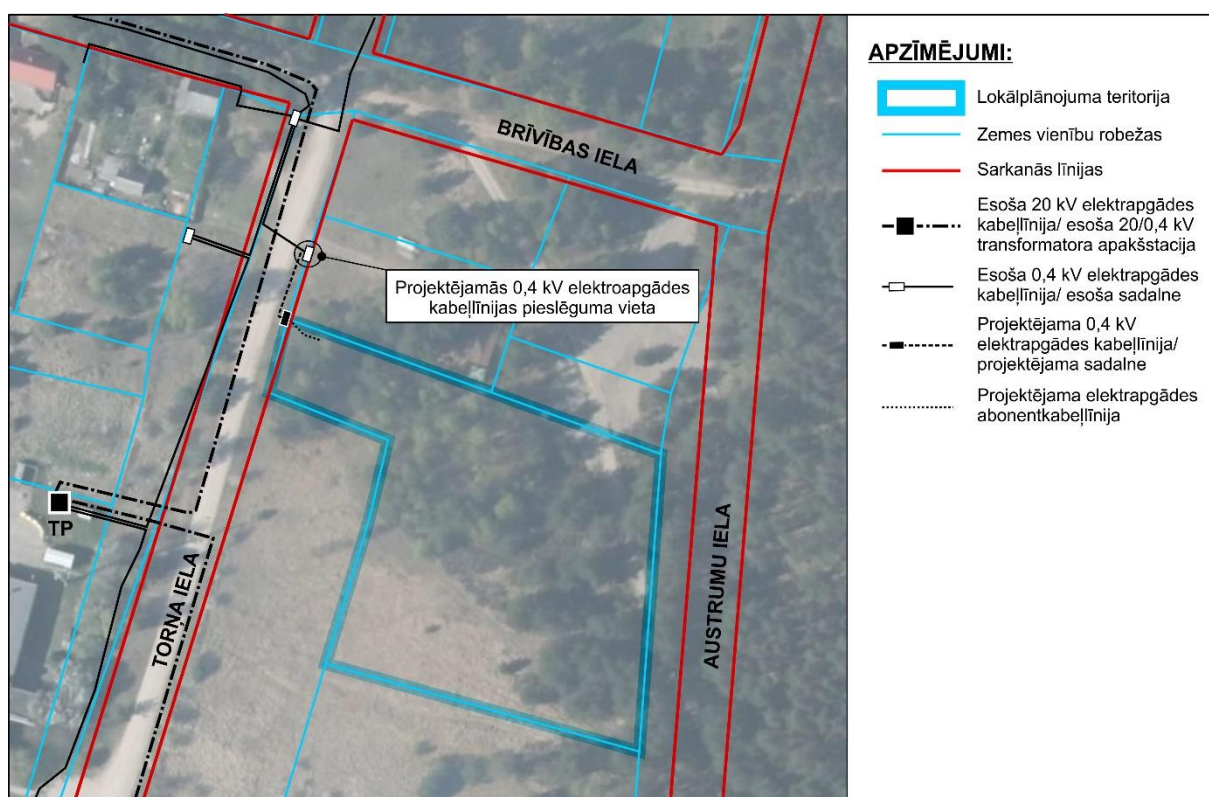 BRĪVĪBAS IELA
Projektējamās 0,4 kV elektroapgādes
kabeļlīnijas pieslēguma vieta
TP
TORŅA IELA
AUSTRUMU IELA
APZĪMĒJUMI:
Lokālplānojuma teritorija
Zemes vienību robežas
Sarkanās līnijas
Esoša 20 kV elektrapgādes
kabeļlīnija/ esoša 20/0,4 kV
transformatora apakšstacija
Esoša 0,4 kV elektrapgādes
kabeļlīnija/ esoša sadalne
Projektējama 0,4 kV
elektrapgādes kabeļlīnija/
projektējama sadalne
Projektējama elektrapgādes
abonentkabeļlīnija